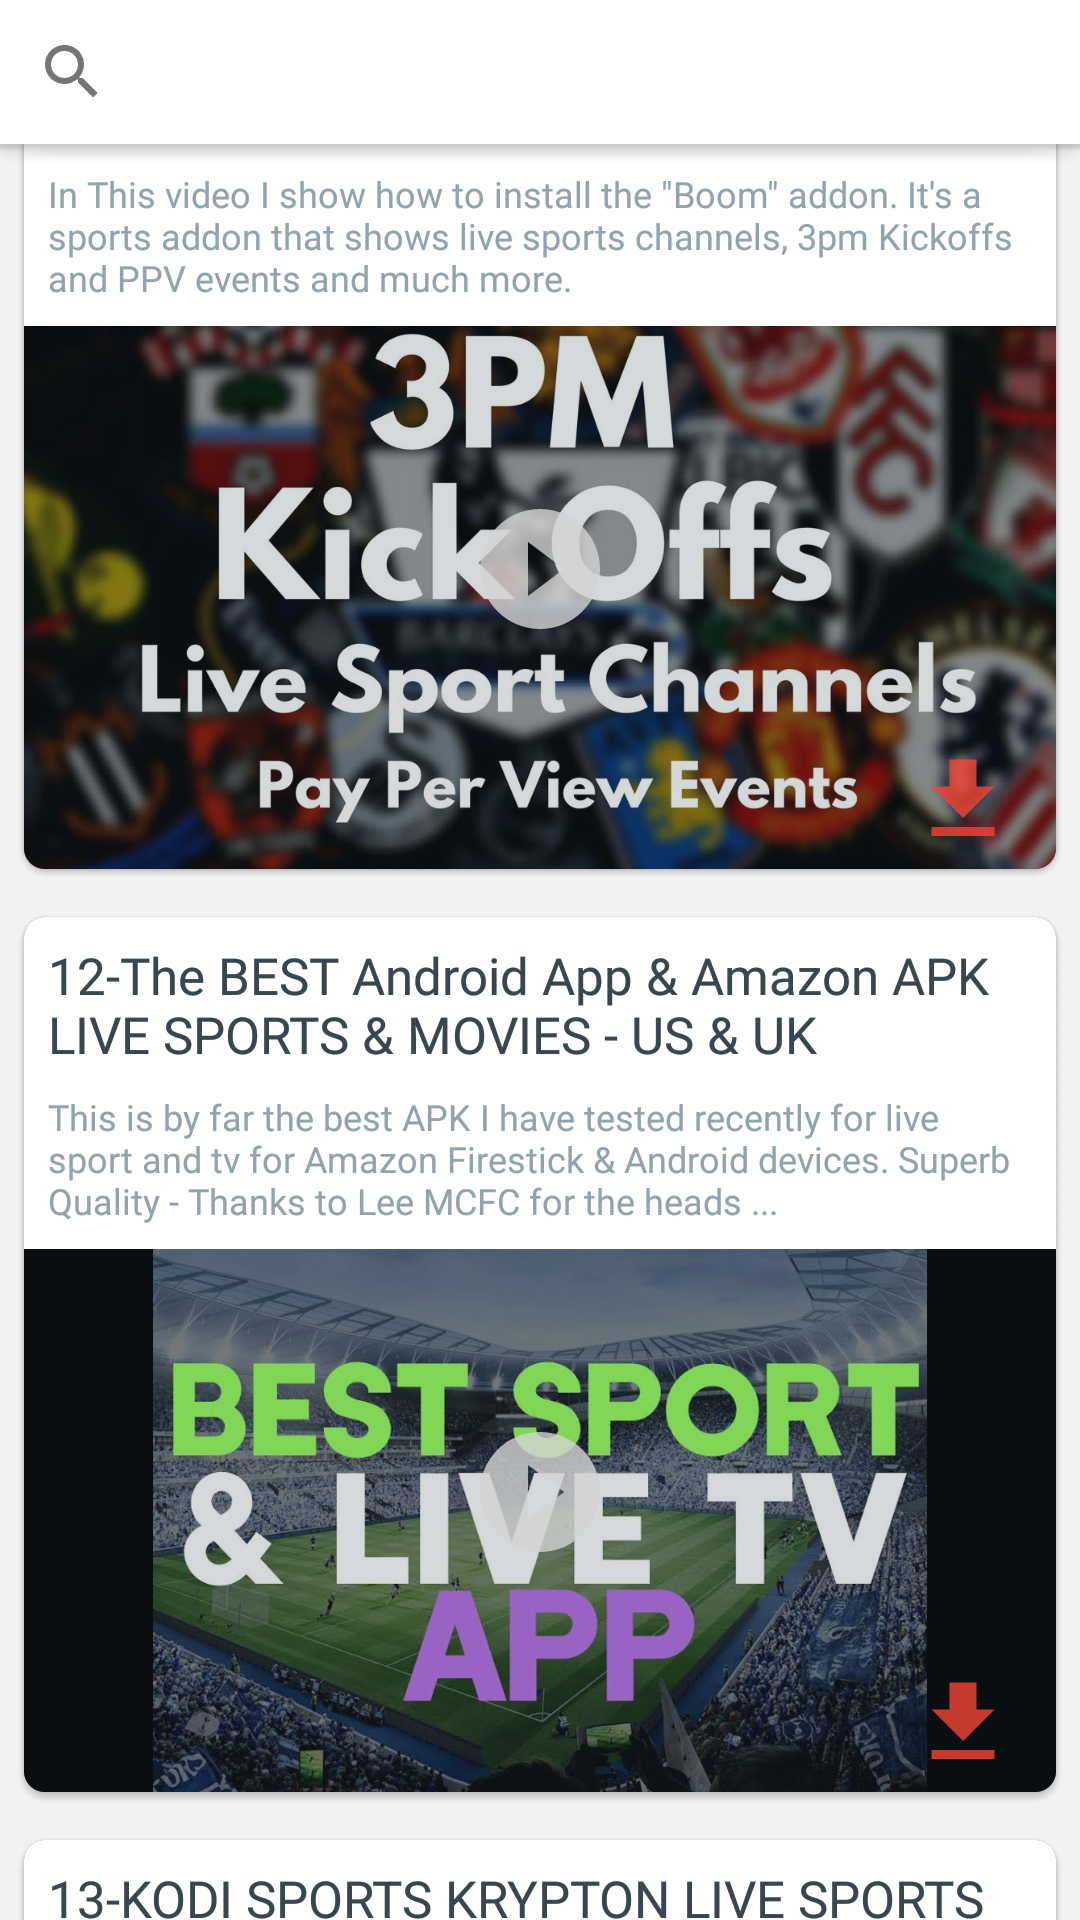 In This video I show how to install the "Boom" addon. It's a
sports addon that shows live sports channels, 3pm Kickoffs
and PPV events and much more.
3PM
Kick Offs
Live Sport Channels
Pay Per View Events
12-The BEST Android App & Amazon APK
LIVE SPORTS & MOVIES - US & UK
This is by far the best APK I have tested recently for live
sport and tv for Amazon Firestick & Android devices. Superb
Quality - Thanks to Lee MCFC for the heads ...
BEST SPORT
& LIVE TV
APP
13-KODI SPORTS KRYPTON LIVE SPORTS